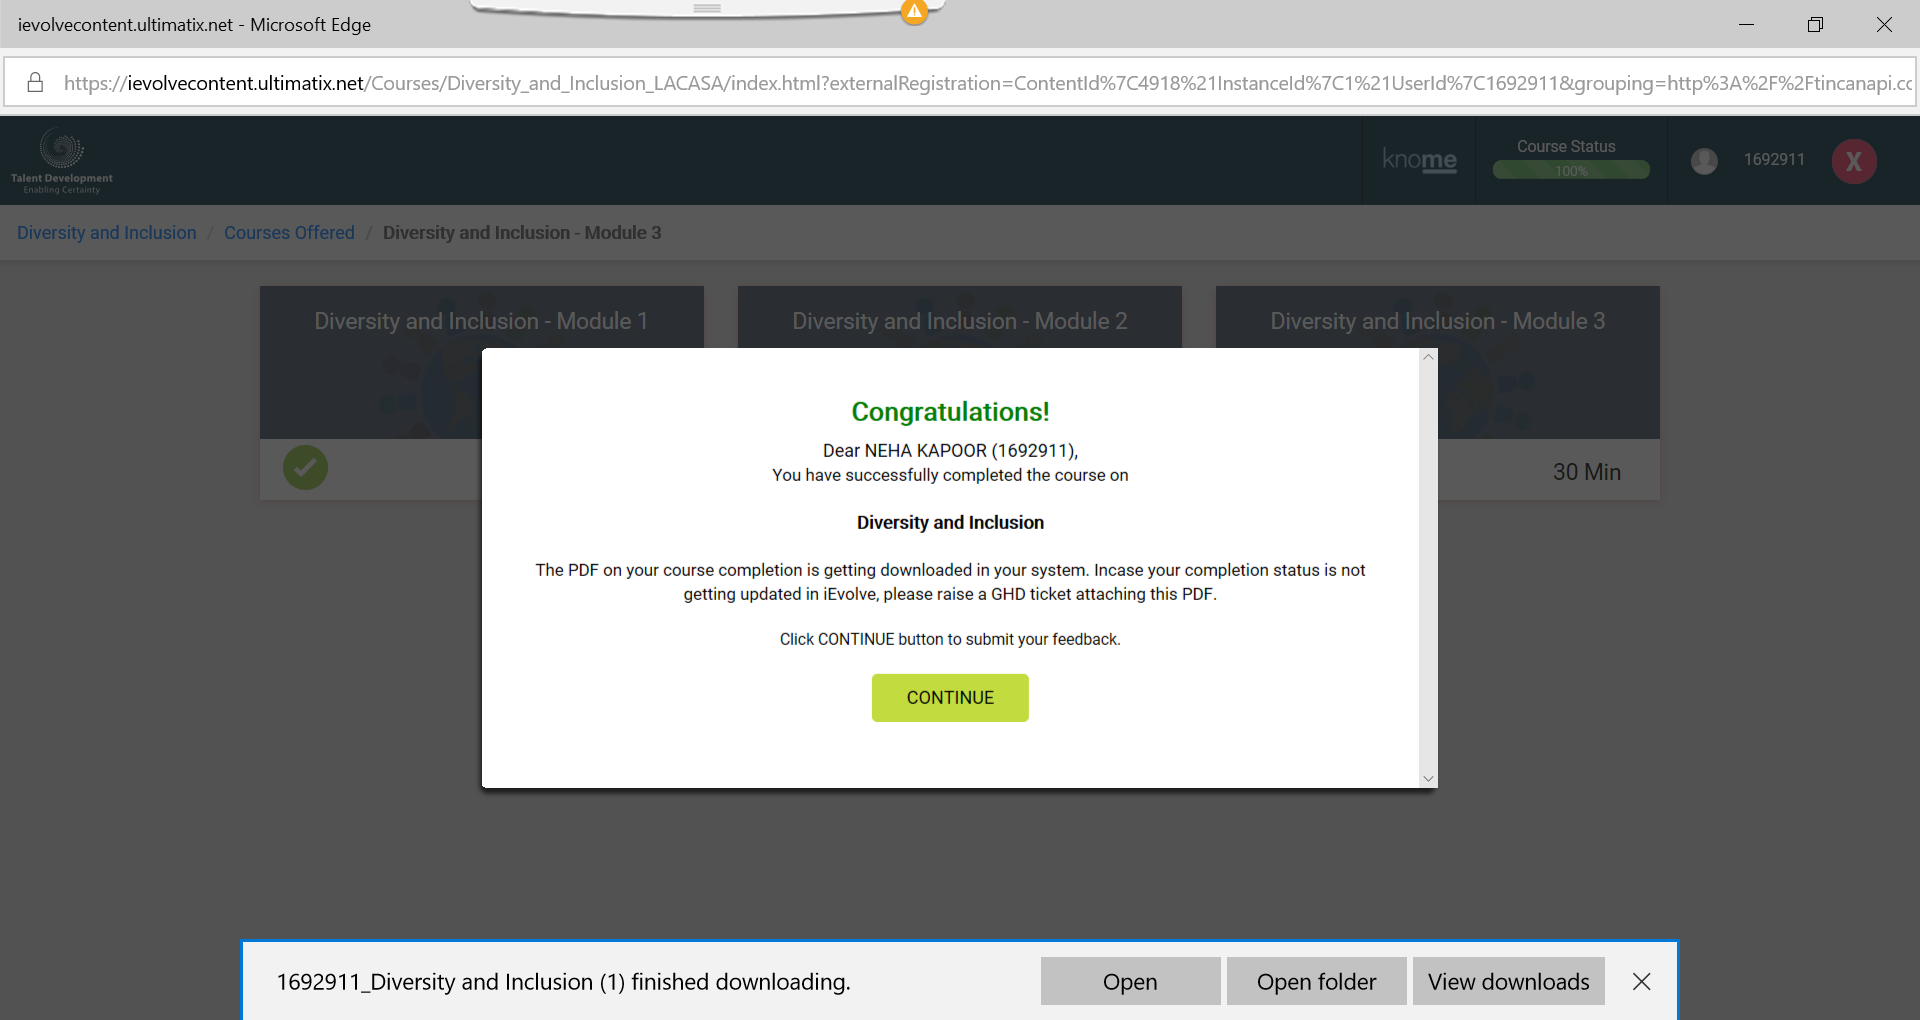 ievolvecontent.ultimatix.net - Microsoft Edge
https://ievolvecontent.ultimatix.net/Courses/Diversity_and_Inclusion_LACASA/index.html?externalRegistration=ContentId%7C4918%21InstanceId%7C1%21UserId%7C1692911&grouping=http%3A%2F%2Ftincanapi.cc
Talent Development
Enabling Certainty
knome
Course Status
100%
1692911
X
Diversity and Inclusion / Courses Offered / Diversity and Inclusion - Module 3
Diversity and Inclusion - Module 1
Diversity and Inclusion - Module 2
Diversity and Inclusion - Module 3
30 Min
Congratulations!
Dear NEHA KAPOOR (1692911),
You have successfully completed the course on
Diversity and Inclusion
The PDF on your course completion is getting downloaded in your system. Incase your completion status is not
getting updated in iEvolve, please raise a GHD ticket attaching this PDF.
Click CONTINUE button to submit your feedback.
CONTINUE
1692911_Diversity and Inclusion (1) finished downloading.
Open
Open folder
View downloads